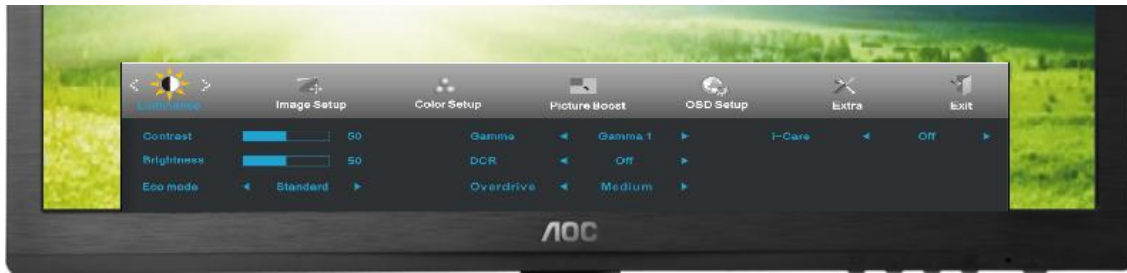 Luminance Image Setup Color Setup Picture Boost OSD Setup Extra Exit
Contrast 50 Gamma Gamma 1 i-Care Off
Brightness 50 DCR Off
Eco mode Standard Overdrive Medium
AOC